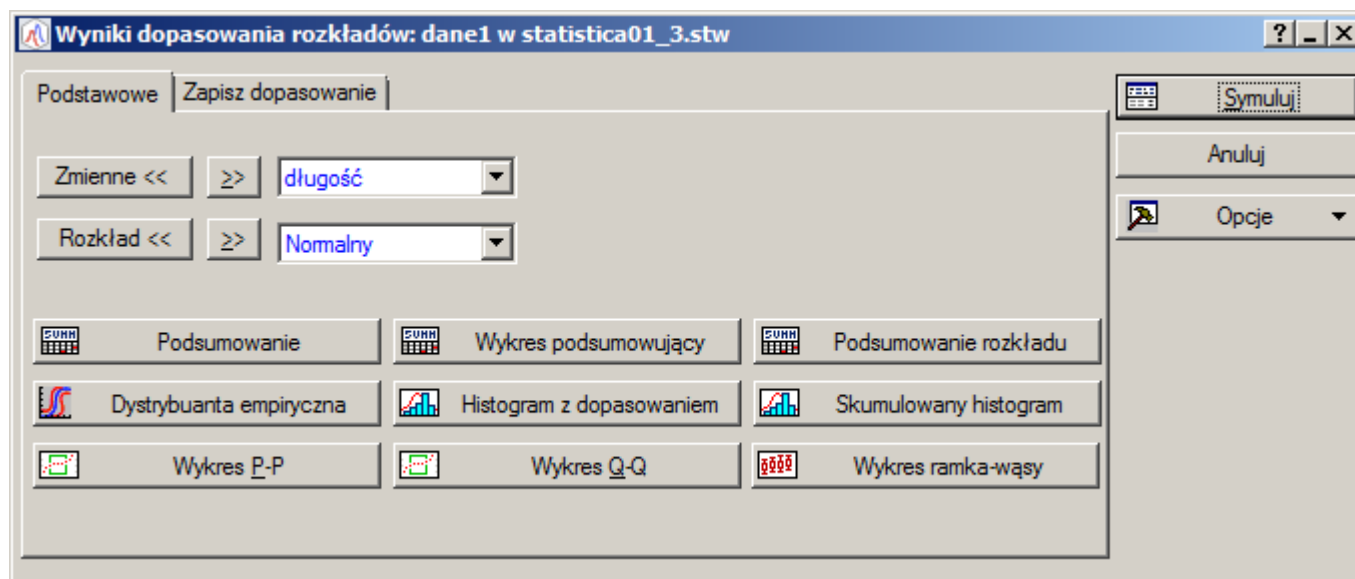 Wyniki dopasowania rozkładów: dane1 w statistica01_3.stw
Podstawowe Zapisz dopasowanie
Symuluj
Anuluj
Opcje
Zmienne << >> długość
Rozkład << >> Normalny
Podsumowanie Wykres podsumowujący Podsumowanie rozkładu
Dystrybuanta empiryczna Histogram z dopasowaniem Skumulowany histogram
Wykres P-P Wykres Q-Q Wykres ramka-wąsy